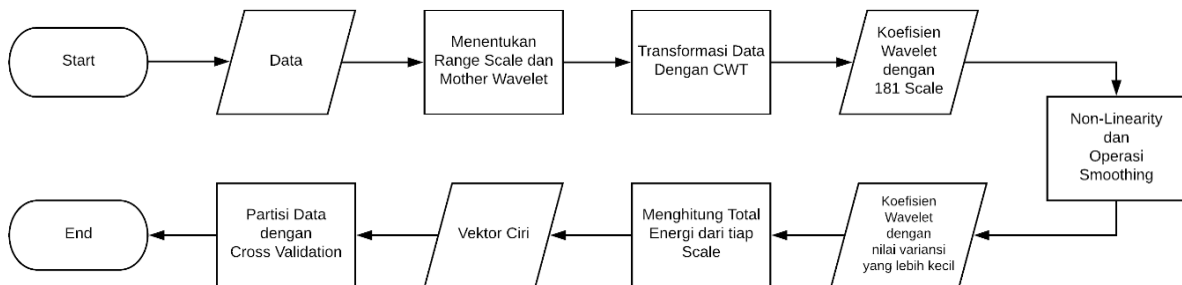 Start
Data
Menentukan
Range Scale dan
Mother Wavelet
Transformasi Data
Dengan CWT
Koefisien
Wavelet
dengan
181 Scale
Non-Linearity
dan
Operasi
Smoothing
Koefisien
Wavelet
dengan
nilai variansi
yang lebih kecil
Menghitung Total
Energi dari tiap
Scale
Vektor Ciri
Partisi Data
dengan
Cross Validation
End